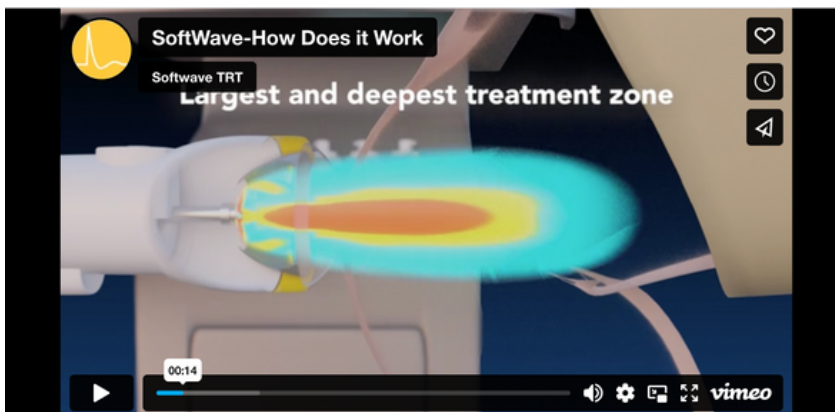 SoftWave-How Does it Work
Softwave TRT
Largest and deepest treatment zone
00:14
vimeo